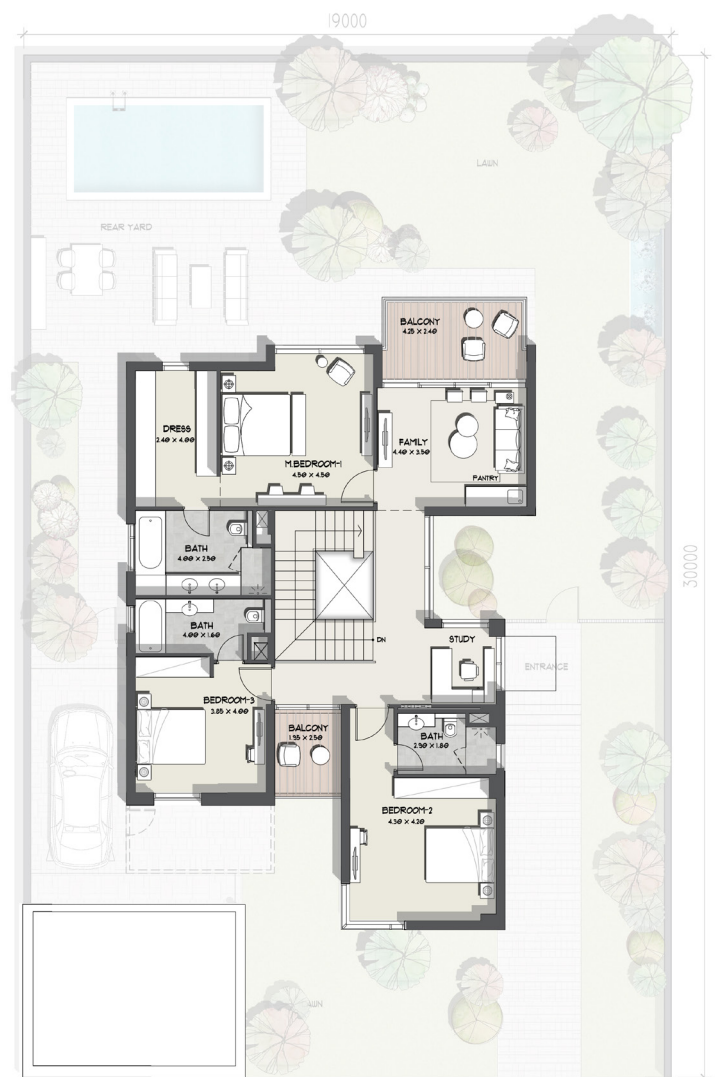 19000
LAWN
REAR YARD
BALCONY
4.25 X 2.40
DRESS
2.40 X 4.00
M.BEDROOM-1
4.50 X 4.50
FAMILY
4.40 X 3.50
PANTRY
BATH
4.00 X 2.50
30000
BATH
4.00 X 1.60
DN
STUDY
ENTRANCE
BEDROOM-3
3.85 X 4.00
BALCONY
1.95 X 2.50
BATH
2.90 X 1.80
BEDROOM-2
4.30 X 4.20